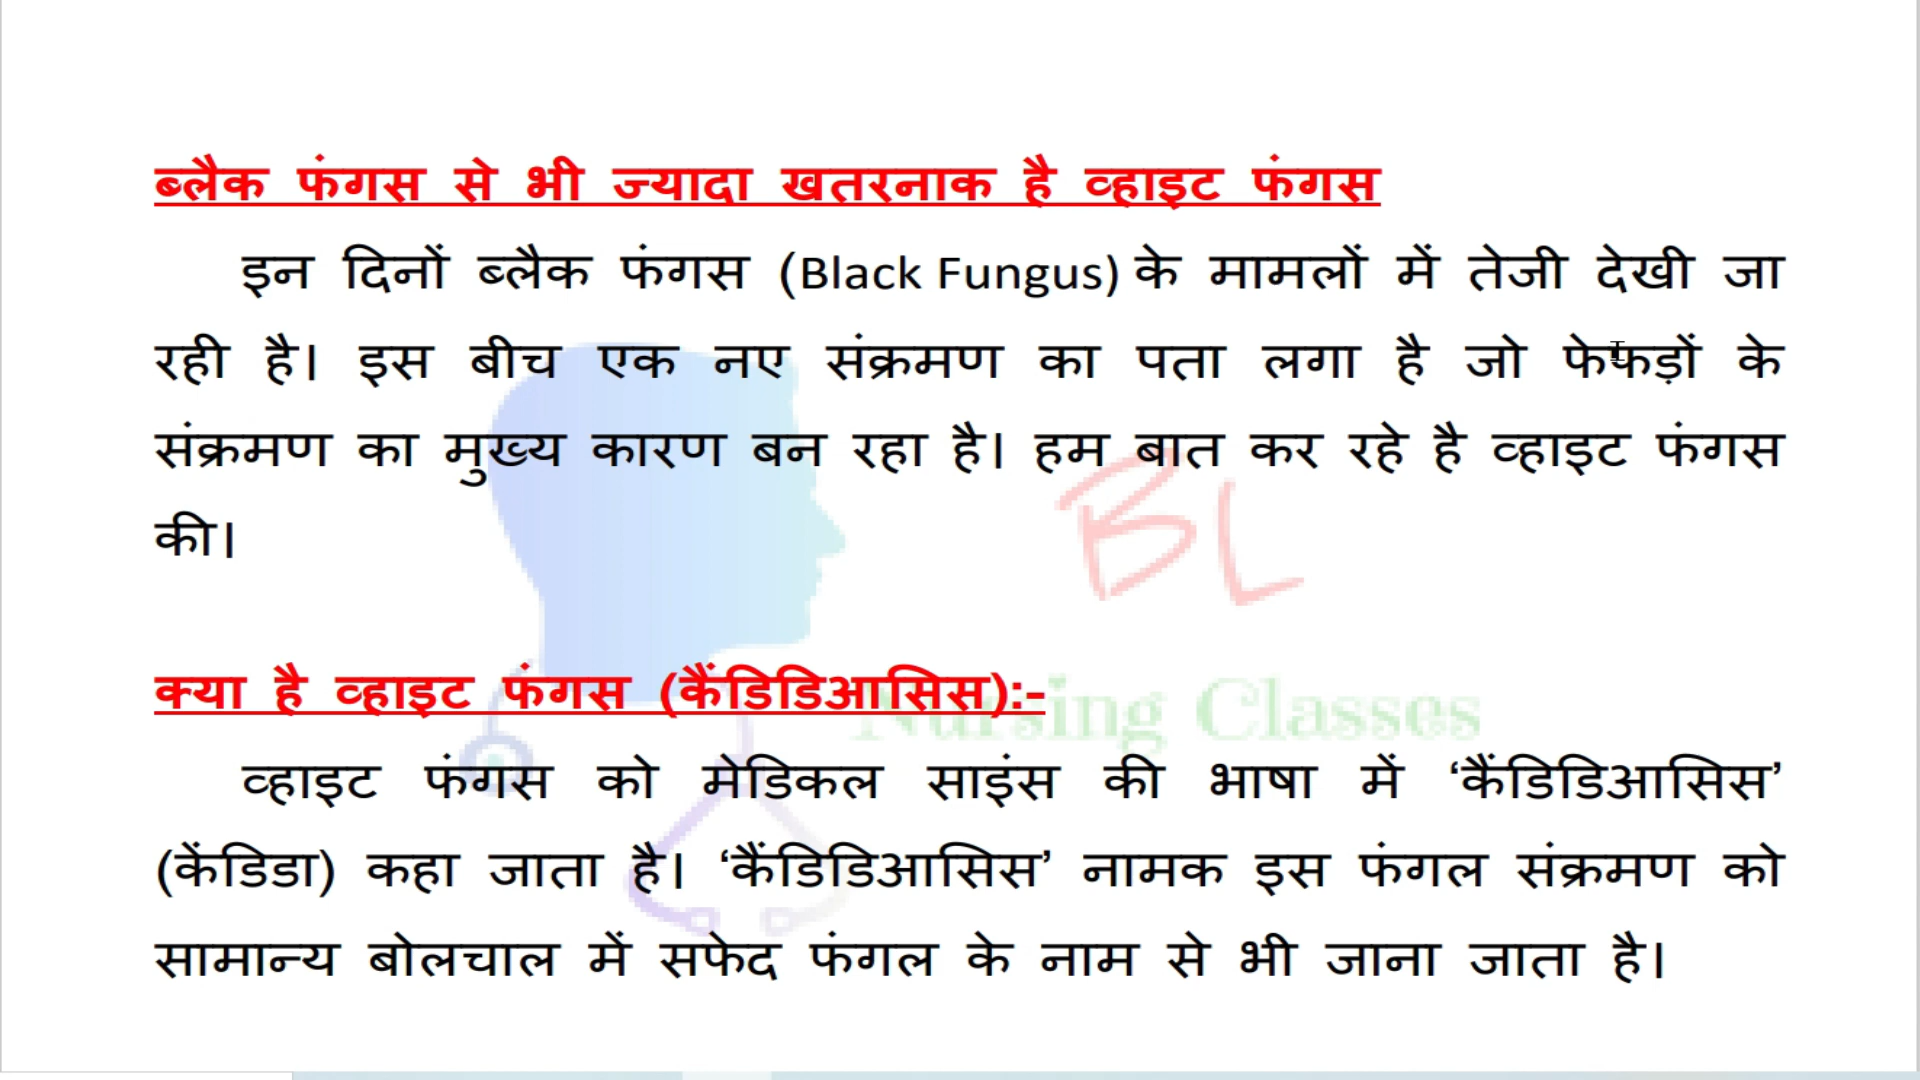 ब्लैक फंगस से भी ज्यादा खतरनाक है व्हाइट फंगस
इन दिनों ब्लैक फंगस (Black Fungus) के मामलों में तेजी देखी जा
रही है। इस बीच एक नए संक्रमण का पता लगा है जो फेफड़ों के
संक्रमण का मुख्य कारण बन रहा है। हम बात कर रहे है व्हाइट फंगस
की।
BL
क्या है व्हाइट फंगस (कैंडिडिआसिस):-
Nursing Classes
व्हाइट फंगस को मेडिकल साइंस की भाषा में ‘कैंडिडिआसिस’
(केंडिडा) कहा जाता है। ‘कैंडिडिआसिस’ नामक इस फंगल संक्रमण को
सामान्य बोलचाल में सफेद फंगल के नाम से भी जाना जाता है।